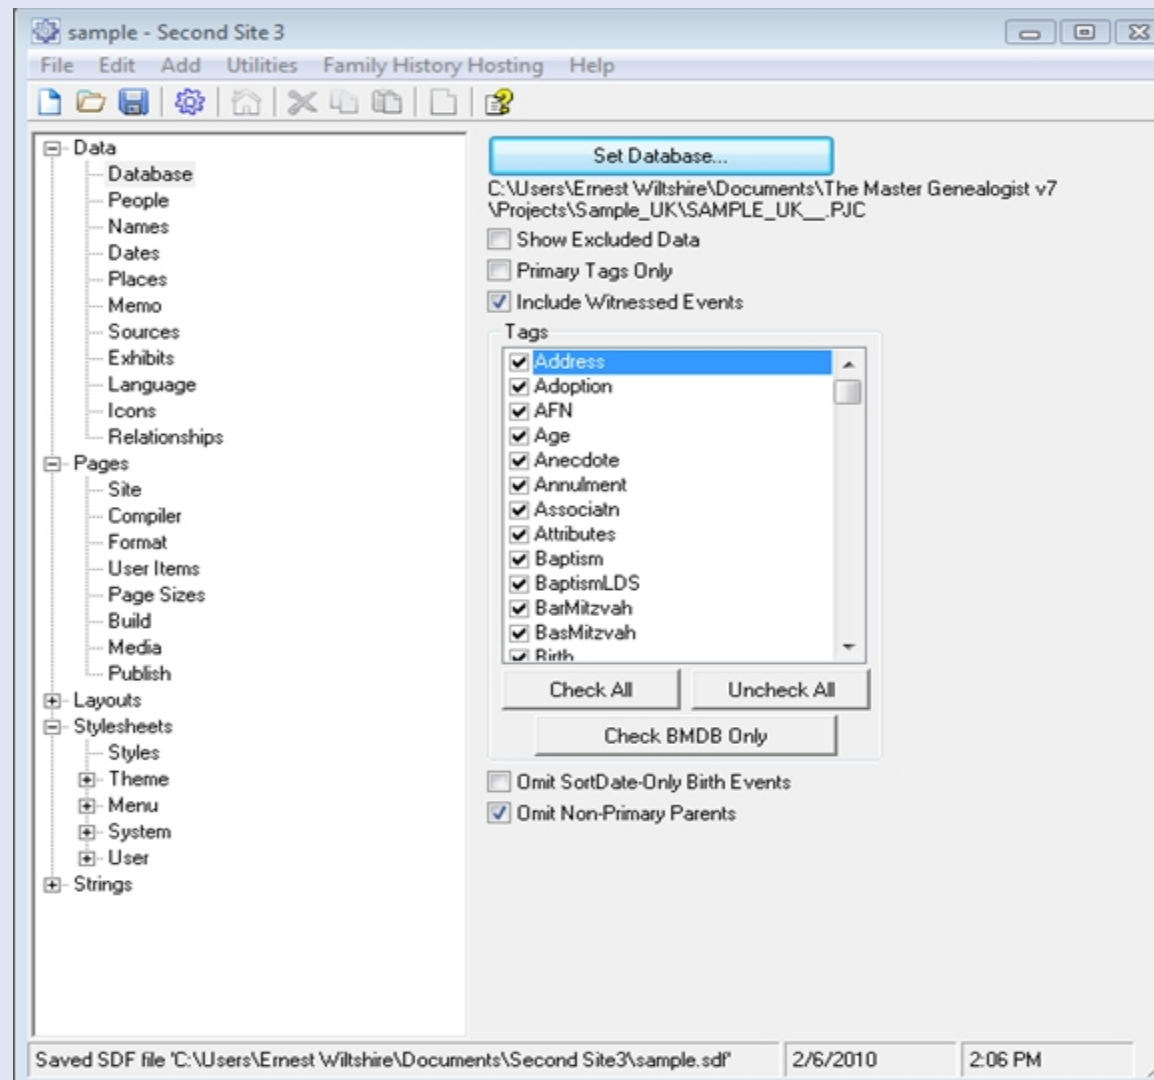 sample - Second Site 3
File Edit Add Utilities Family History Hosting Help
Data
Database
People
Names
Dates
Places
Memo
Sources
Exhibits
Language
Icons
Relationships
Pages
Site
Compiler
Format
User Items
Page Sizes
Build
Media
Publish
Layouts
Stylesheets
Styles
Theme
Menu
System
User
Strings
Set Database...
C:\Users\Ernest Wiltshire\Documents\The Master Genealogist v7
\Projects\Sample_UK\SAMPLE_UK__.PJC
Show Excluded Data
Primary Tags Only
Include Witnessed Events
Tags
Address
Adoption
AFN
Age
Anecdote
Annulment
Associatn
Attributes
Baptism
BaptismLDS
BarMitzvah
BasMitzvah
Birth
Check All Uncheck All
Check BMDB Only
Omit SortDate-Only Birth Events
Omit Non-Primary Parents
Saved SDF file 'C:\Users\Ernest Wiltshire\Documents\Second Site3\sample.sdf' 2/6/2010 2:06 PM